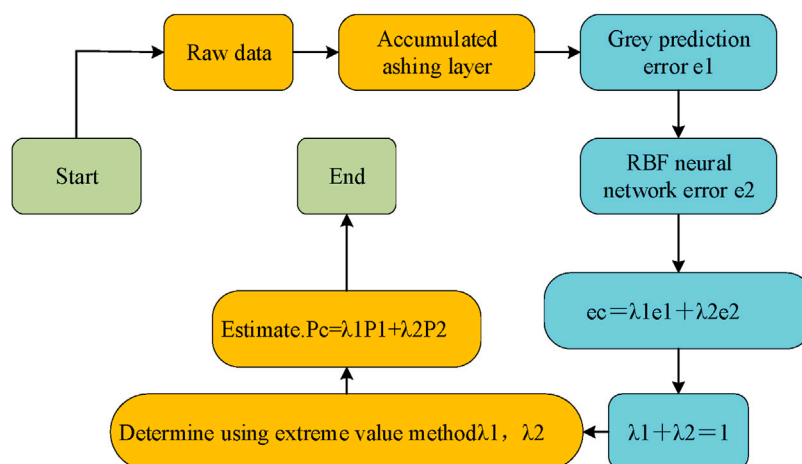 Start
Raw data
Accumulated
ashing layer
Grey prediction
error e1
RBF neural
network error e2
ec=λ1e1+λ2e2
λ1+λ2=1
Determine using extreme value methodλ1，λ2
Estimate.Pc=λ1P1+λ2P2
End